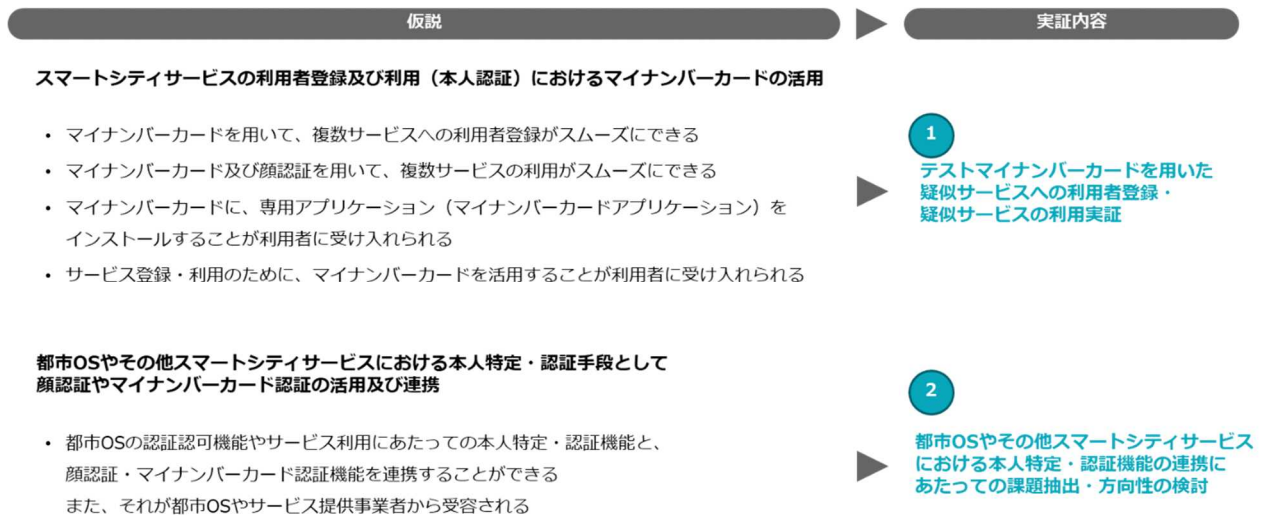 仮説
実証内容
スマートシティサービスの利用者登録及び利用（本人認証）におけるマイナンバーカードの活用
• マイナンバーカードを用いて、複数サービスへの利用者登録がスムーズにできる
• マイナンバーカード及び顔認証を用いて、複数サービスの利用がスムーズにできる
• マイナンバーカードに、専用アプリケーション（マイナンバーカードアプリケーション）を
インストールすることが利用者に受け入れられる
• サービス登録・利用のために、マイナンバーカードを活用することが利用者に受け入れられる
1
テストマイナンバーカードを用いた
疑似サービスへの利用者登録・
疑似サービスの利用実証
都市OSやその他スマートシティサービスにおける本人特定・認証手段として
顔認証やマイナンバーカード認証の活用及び連携
• 都市OSの認証認可機能やサービス利用にあたっての本人特定・認証機能と、
顔認証・マイナンバーカード認証機能を連携することができる
また、それが都市OSやサービス提供事業者から受容される
2
都市OSやその他スマートシティサービス
における本人特定・認証機能の連携に
あたっての課題抽出・方向性の検討